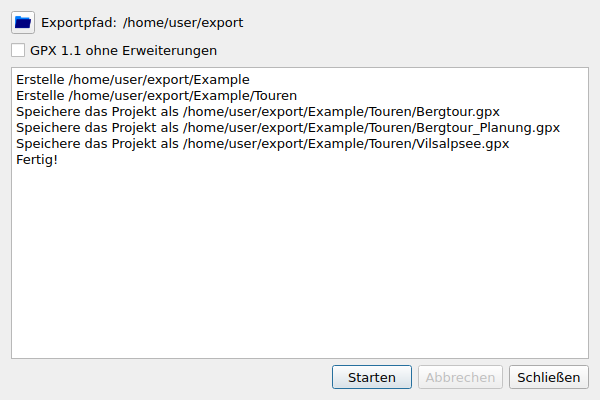 Exportpfad: /home/user/export
GPX 1.1 ohne Erweiterungen
Erstelle /home/user/export/Example
Erstelle /home/user/export/Example/Touren
Speichere das Projekt als /home/user/export/Example/Touren/Bergtour.gpx
Speichere das Projekt als /home/user/export/Example/Touren/Bergtour_Planung.gpx
Speichere das Projekt als /home/user/export/Example/Touren/Vilsalpsee.gpx
Fertig!
Starten Abbrechen Schließen